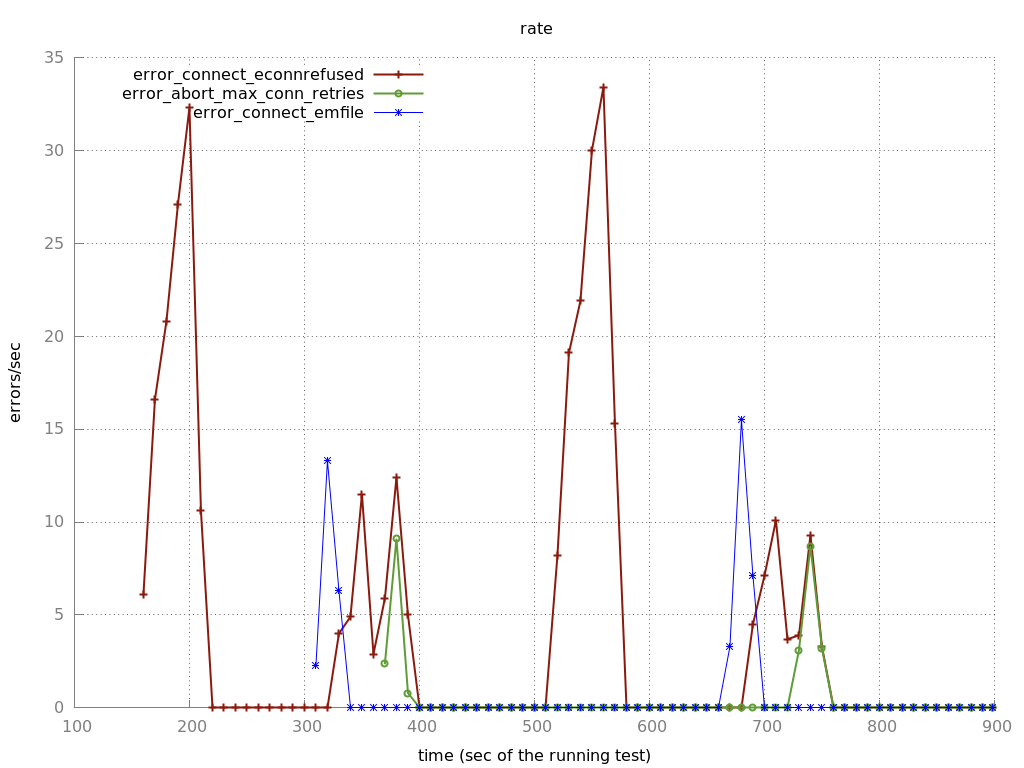 rate
35
30
25
20
15
10
5
0
errors/sec
error_connect_econnrefused
error_abort_max_conn_retries
error_connect_emfile
100 200 300 400 500 600 700 800 900
time (sec of the running test)